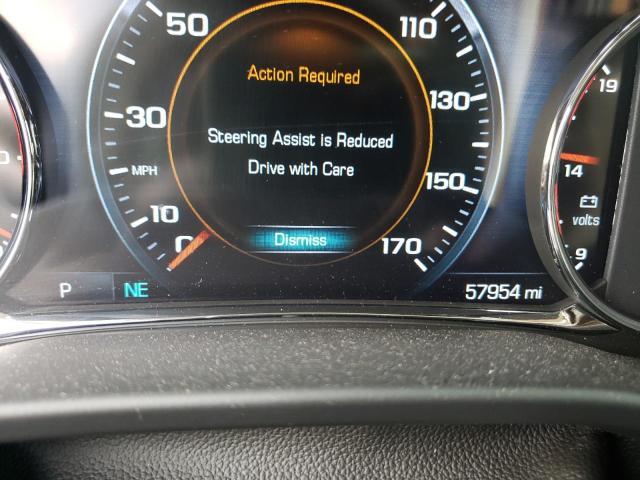 50
110
Action Required
19
30
130
Steering Assist is Reduced
MPH
Drive with Care
14
150
10
volts
0
Dismiss
170
9
P
NE
57954 mi